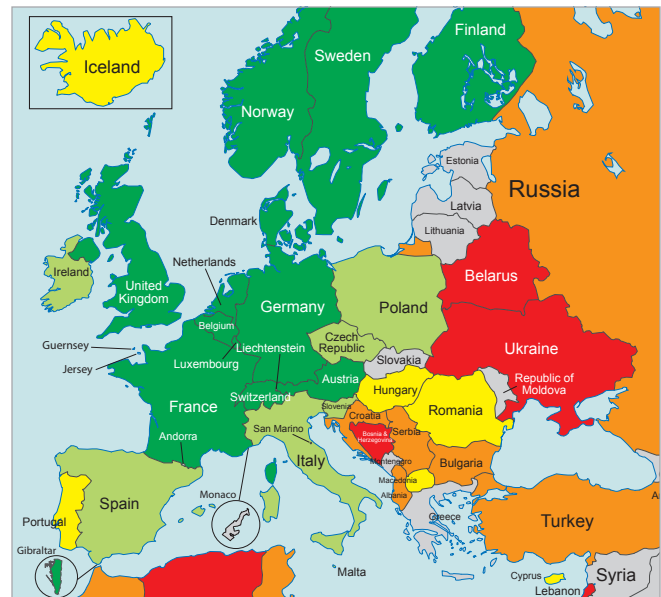 Iceland
Sweden
Finland
Norway
Estonia
Russia
Latvia
Lithuania
Denmark
Netherlands
Ireland
United
Kingdom
Belarus
Germany
Poland
Belgium
Guernsey
Jersey
Luxembourg
Liechtenstein
Czech
Republic
Slovakia
Ukraine
Republic of
Moldova
Austria
Hungary
Switzerland
France
Slovenia
Romania
Croatia
San Marino
Bosnia &
Herzegovina
Serbia
Andorra
Italy
Montenegro
Bulgaria
Macedonia
Albania
Monaco
Spain
Portugal
Greece
Turkey
Gibraltar
Malta
Cyprus
Syria
Lebanon